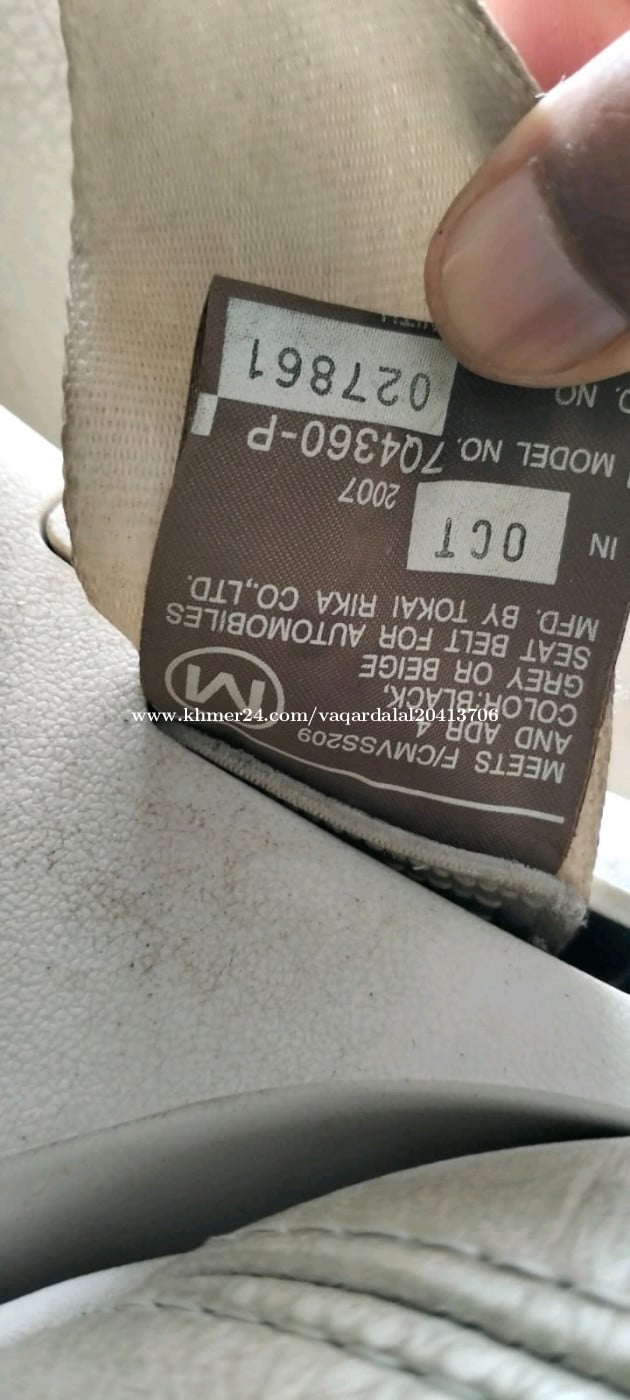 MEETS F/CMVSS209
AND ADR 4
COLOR:BLACK,
GREY OR BEIGE
M
SEAT BELT FOR AUTOMOBILES
MFD. BY TOKAI RIKA CO.,LTD.
IN OCT 2007
MODEL NO. 7Q4360-P
NO 027861
www.khmer24.com/vaqardalal20413706